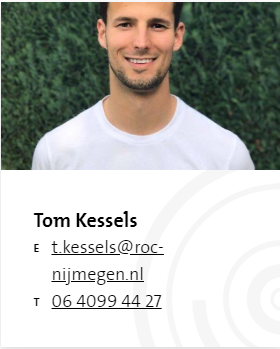 Tom Kessels
E t.kessels@roc-
nijmegen.nl
T 06 4099 44 27